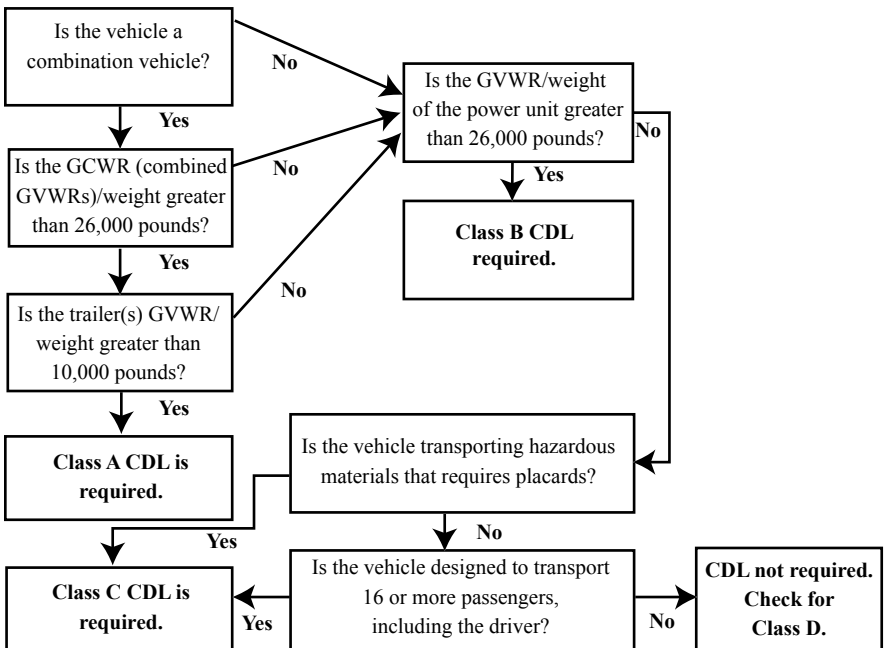 Is the vehicle a
combination vehicle?
No
Yes
Is the GVWR/weight
of the power unit greater
than 26,000 pounds?
No
Yes
Class B CDL
required.
Is the GCWR (combined
GVWRs)/weight greater
than 26,000 pounds?
No
Yes
Is the trailer(s) GVWR/
weight greater than
10,000 pounds?
No
Yes
Class A CDL is
required.
Is the vehicle transporting hazardous
materials that requires placards?
Yes
No
Class C CDL is
required.
Is the vehicle designed to transport
16 or more passengers,
including the driver?
Yes
No
CDL not required.
Check for
Class D.